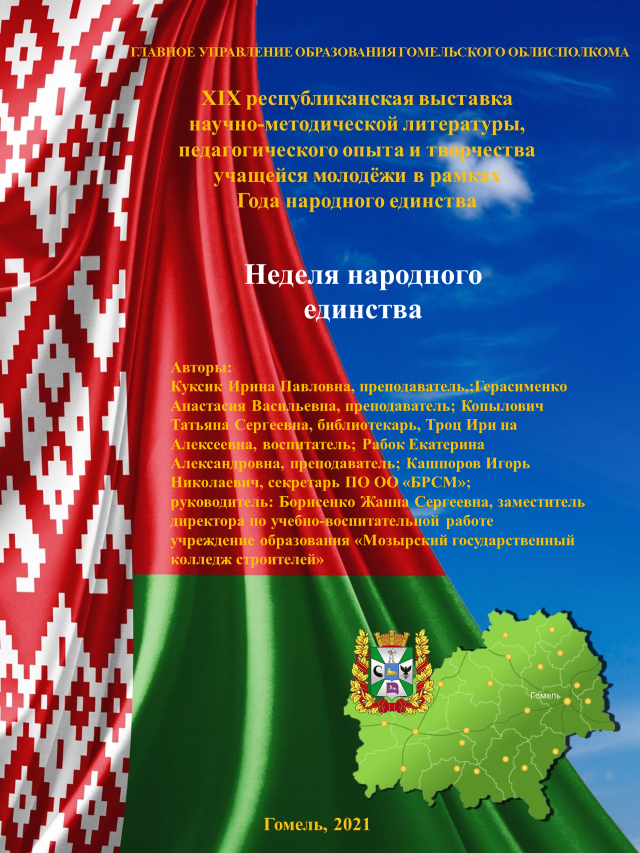 ГЛАВНОЕ УПРАВЛЕНИЕ ОБРАЗОВАНИЯ ГОМЕЛЬСКОГО ОБЛИСПОЛКОМА
XIX республиканская выставка
научно-методической литературы,
педагогического опыта и творчества
учащейся молодёжи в рамках
Года народного единства
Неделя народного
единства
Авторы:
Куксик Ирина Павловна, преподаватель,;Герасименко
Анастасия Васильевна, преподаватель; Копылович
Татьяна Сергеевна, библиотекарь, Троц Ири на
Алексеевна, воспитатель; Рабок Екатерина
Александровна, преподаватель; Кашпоров Игорь
Николаевич, секретарь ПО ОО «БРСМ»;
руководитель: Борисенко Жанна Сергеевна, заместитель
директора по учебно-воспитательной работе
учреждение образования «Мозырский государственный
колледж строителей»
Гомель
Гомель, 2021